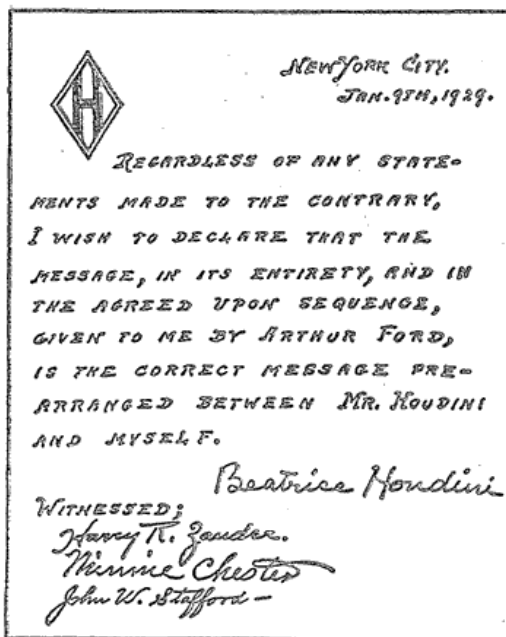 H
NEW YORK CITY.
JAN. 9TH, 1929.
REGARDLESS OF ANY STATE-
MENTS MADE TO THE CONTRARY,
I WISH TO DECLARE THAT THE
MESSAGE, IN ITS ENTIRETY, AND IN
THE AGREED UPON SEQUENCE,
GIVEN TO ME BY ARTHUR FORD,
IS THE CORRECT MESSAGE PRE-
ARRANGED BETWEEN MR. HOUDINI
AND MYSELF.
Beatrice Houdini
WITNESSED;
Harry R. Zander.
Minnie Chester
John W. Stafford—